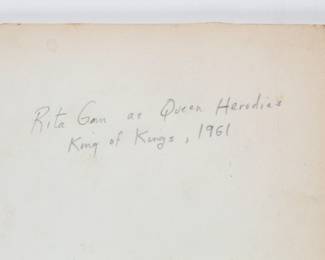 Rita Gam as Queen Herodias
King of Kings, 1961